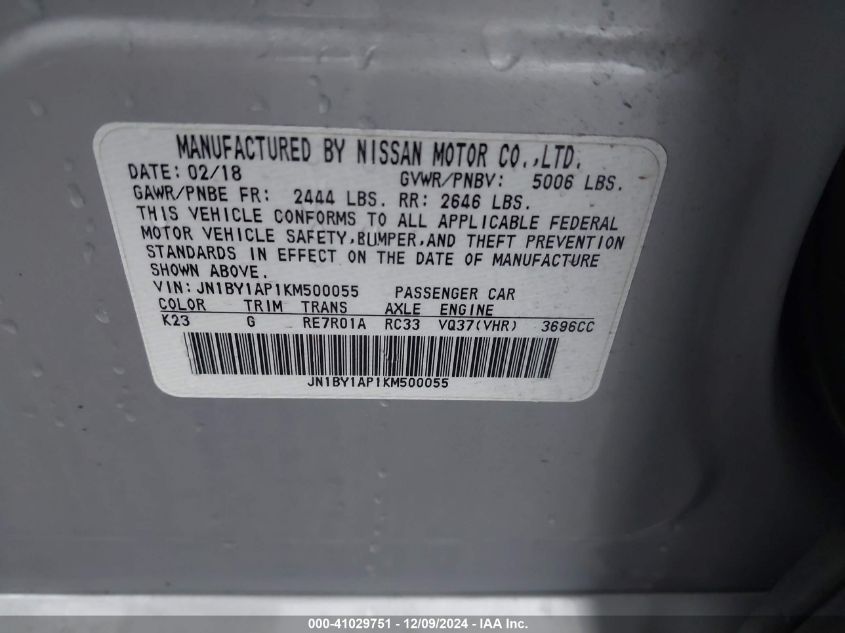 MANUFACTURED BY NISSAN MOTOR CO.,LTD.
DATE: 02/18 GVWR/PNBV: 5006 LBS.
GAWR/PNBE FR: 2444 LBS. RR: 2646 LBS.
THIS VEHICLE CONFORMS TO ALL APPLICABLE FEDERAL
MOTOR VEHICLE SAFETY,BUMPER,AND THEFT PREVENTION
STANDARDS IN EFFECT ON THE DATE OF MANUFACTURE
SHOWN ABOVE.
VIN: JN1BY1AP1KM500055 PASSENGER CAR
COLOR TRIM TRANS AXLE ENGINE
K23 G RE7R01A RC33 VQ37(VHR) 3696CC
JN1BY1AP1KM500055
000-41029751 - 12/09/2024 - IAA Inc.